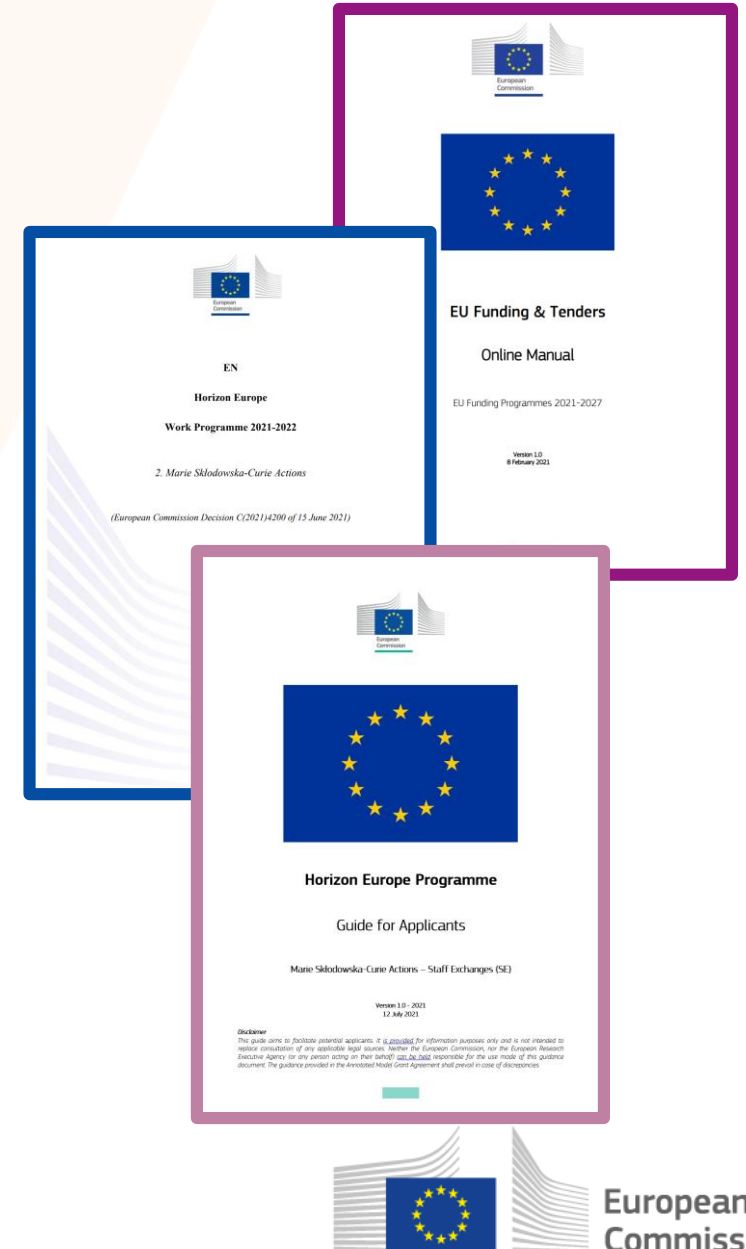 European
Commission
EU Funding & Tenders
Online Manual
EU Funding Programmes 2021-2027
Version 1.0
8 February 2021
European
Commission
EN
Horizon Europe
Work Programme 2021-2022
2. Marie Skłodowska-Curie Actions
(European Commission Decision C(2021)4200 of 15 June 2021)
European
Commission
Horizon Europe Programme
Guide for Applicants
Marie Skłodowska-Curie Actions – Staff Exchanges (SE)
Version 1.0 - 2021
12 July 2021
Disclaimer
This guide aims to facilitate potential applicants. It is provided for information purposes only and is not intended to
replace consultation of any applicable legal sources. Neither the European Commission, nor the European Research
Executive Agency (or any person acting on their behalf) can be held responsible for the use made of this guidance
document. The guidance provided in the Annotated Model Grant Agreement shall prevail in case of discrepancies.
European
Commiss